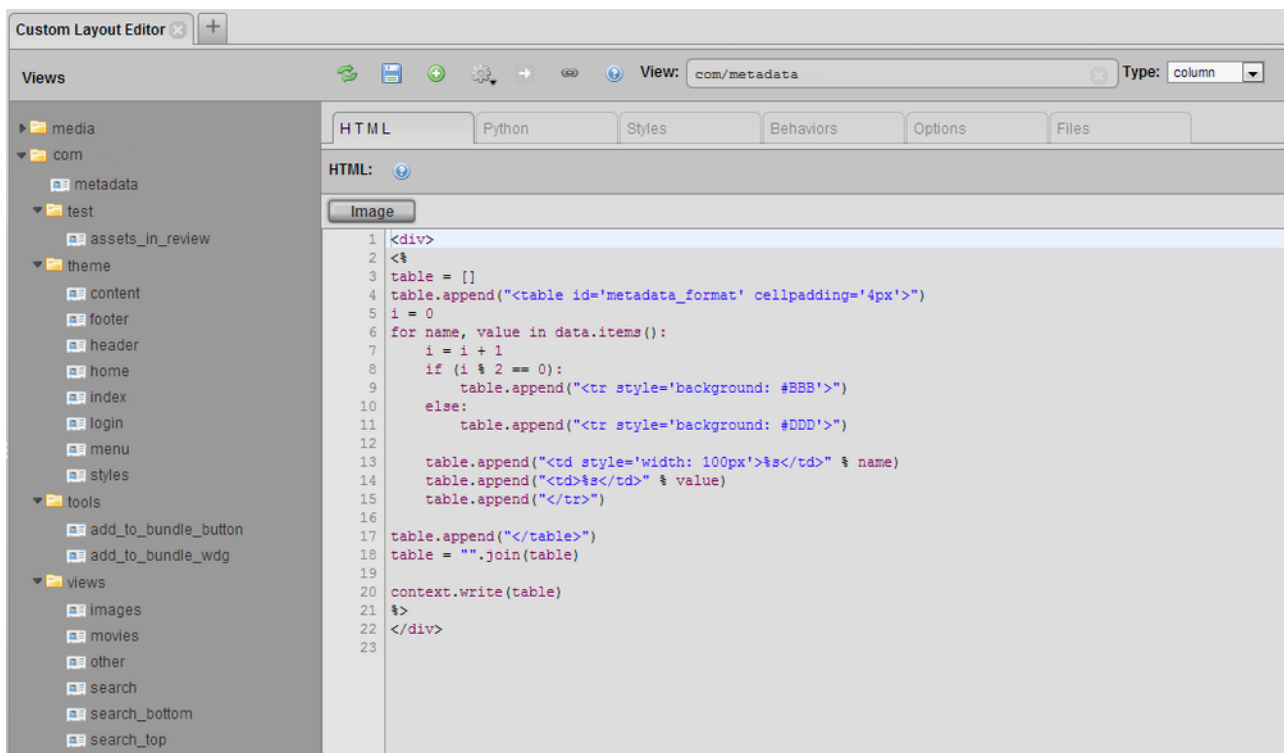 Custom Layout Editor
+
Views
View: com/metadata
Type: column
media
com
metadata
test
assets_in_review
theme
content
footer
header
home
index
login
menu
styles
tools
add_to_bundle_button
add_to_bundle_wdg
views
images
movies
other
search
search_bottom
search_top
HTML Python Styles Behaviors Options Files
HTML:
Image
1 <div>
2 <%
3 table = []
4 table.append("<table id='metadata_format' cellpadding='4px'>")
5 i = 0
6 for name, value in data.items():
7     i = i + 1
8     if (i % 2 == 0):
9         table.append("<tr style='background: #BBB'>")
10     else:
11         table.append("<tr style='background: #DDD'>")
12
13     table.append("<td style='width: 100px'>%s</td>" % name)
14     table.append("<td>%s</td>" % value)
15     table.append("</tr>")
16
17 table.append("</table>")
18 table = "".join(table)
19
20 context.write(table)
21 %>
22 </div>
23